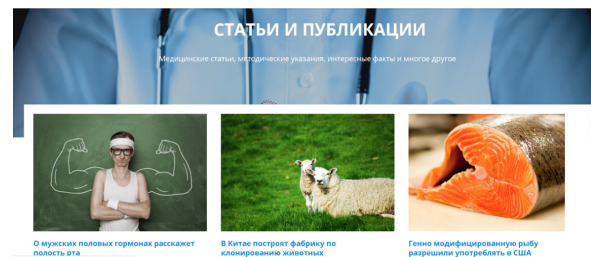 СТАТЬИ И ПУБЛИКАЦИИ
Медицинские статьи, методические указания, интересные факты и многое другое
О мужских половых гормонах расскажет
полость рта
В Китае построят фабрику по
клонированию животных
Генно модифицированную рыбу
разрешили употреблять в США